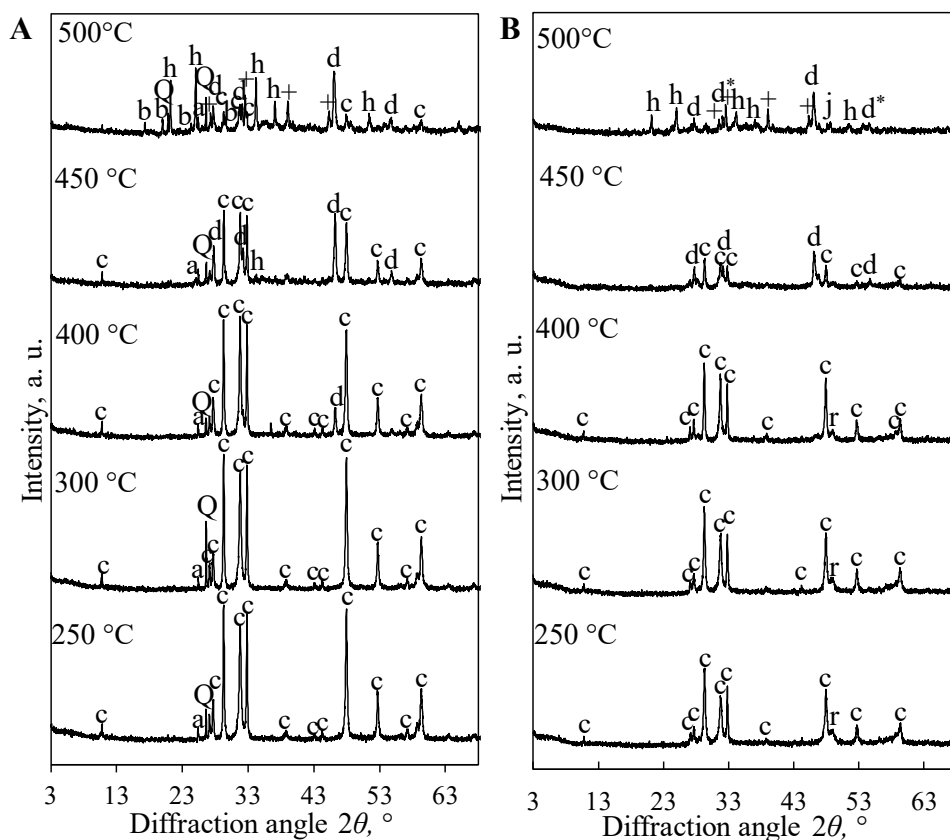 A
500°C
b Q b h b a h Q + d c b c d + c h h + + d c h d c
450 °C
c a Q d c c d c h d c c d c
400 °C
c a Q c c c c c c c d c c c c
300 °C
c a Q c c c c c c c c c c c
250 °C
c a Q c c c c c c c c c c c
3 13 23 33 43 53 63
Diffraction angle 2θ, °
Intensity, a. u.
B
500°C
h h d + d * + h h + + d j h d *
450 °C
d c c d c d c c d c
400 °C
c c c c c c c c r c c c
300 °C
c c c c c c c c r c c
250 °C
c c c c c c c c r c c
3 13 23 33 43 53 63
Diffraction angle 2θ, °
Intensity, a. u.